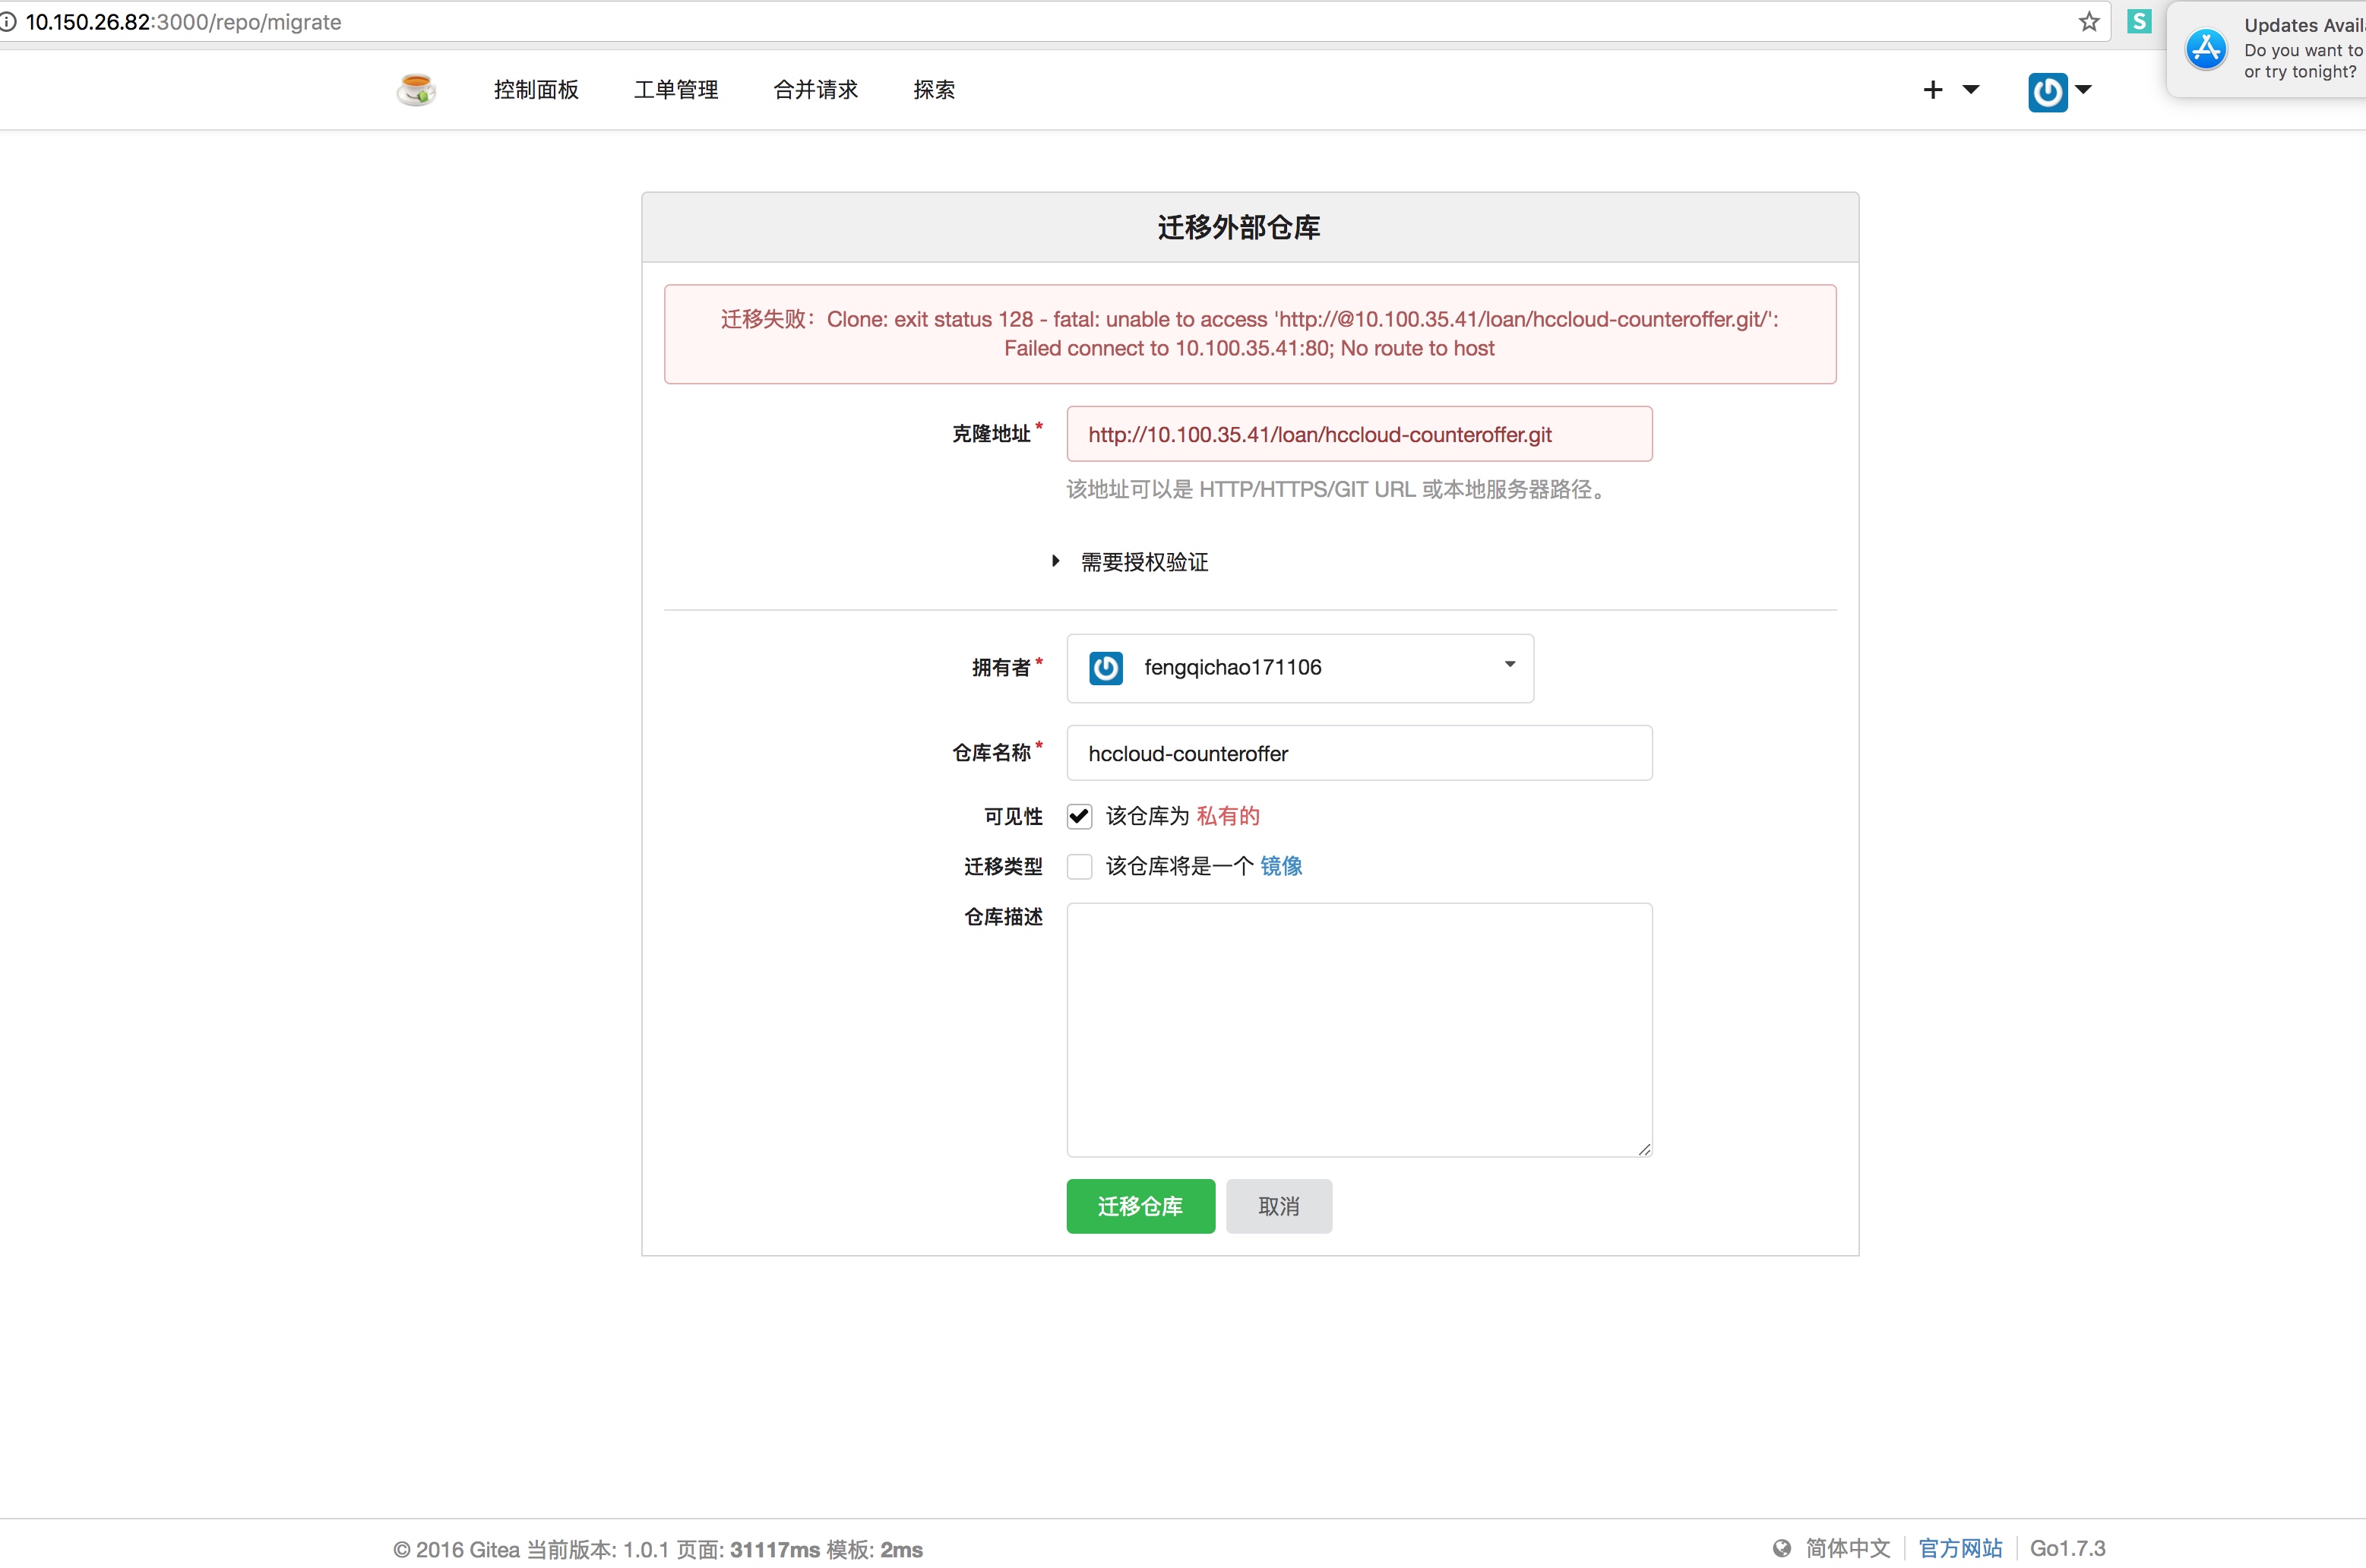 10.150.26.82:3000/repo/migrate
S
Updates Avail
Do you want to
or try tonight?
控制面板 工单管理 合并请求 探索
迁移外部仓库
迁移失败：Clone: exit status 128 - fatal: unable to access 'http://@10.100.35.41/loan/hccloud-counteroffer.git/':
Failed connect to 10.100.35.41:80; No route to host
克隆地址* http://10.100.35.41/loan/hccloud-counteroffer.git
该地址可以是 HTTP/HTTPS/GIT URL 或本地服务器路径。
需要授权验证
拥有者* fengqichao171106
仓库名称* hccloud-counteroffer
可见性 该仓库为 私有的
迁移类型 该仓库将是一个 镜像
仓库描述
迁移仓库 取消
© 2016 Gitea 当前版本: 1.0.1 页面: 31117ms 模板: 2ms 简体中文 官方网站 Go1.7.3